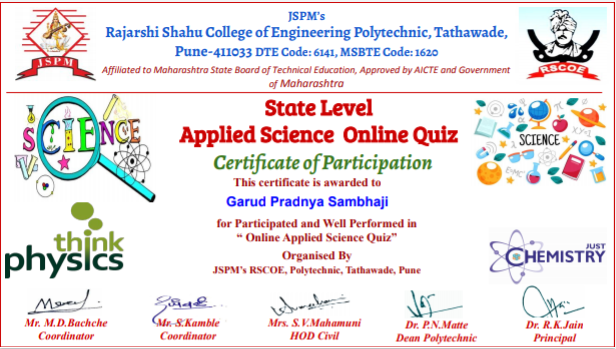 JSPM's
Rajarshi Shahu College of Engineering Polytechnic, Tathawade,
Pune-411033 DTE Code: 6141, MSBTE Code: 1620
Affiliated to Maharashtra State Board of Technical Education, Approved by AICTE and Government
of Maharashtra
JSPM
RSCOE
State Level
Applied Science Online Quiz
Certificate of Participation
SCIENCE
SCIENCE
This certificate is awarded to
Garud Pradnya Sambhaji
for Participated and Well Performed in
“ Online Applied Science Quiz”
Organised By
JSPM's RSCOE, Polytechnic, Tathawade, Pune
think
physics
JUST
CHEMISTRY
Mr. M.D.Bachche
Coordinator
Mr. S.Kamble
Coordinator
Mrs. S.V.Mahamuni
HOD Civil
Dr. P.N.Matte
Dean Polytechnic
Dr. R.K.Jain
Principal